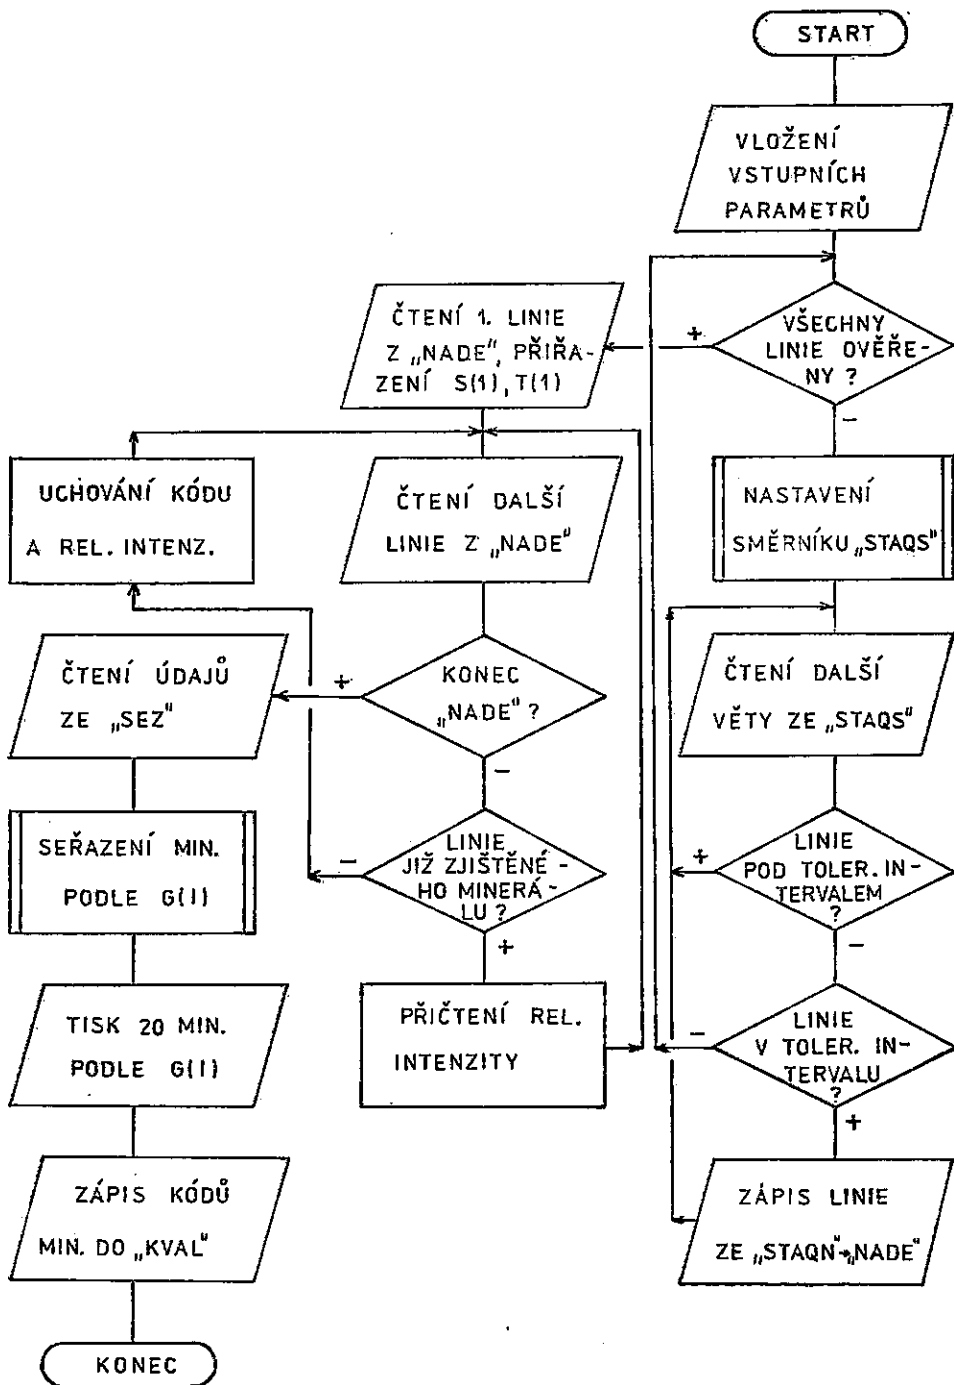 START
VLOŽENÍ
VSTUPNÍCH
PARAMETRŮ
VŠECHNY
LINIE OVĚŘE-
NY ?
+
−
NASTAVENÍ
SMĚRNÍKU „STAQS"
ČTENÍ DALŠÍ
VĚTY ZE „STAQS"
LINIE
POD TOLER. IN-
TERVALEM
?
+
−
LINIE
V TOLER. IN-
TERVALU
?
−
+
ZÁPIS LINIE
ZE „STAQN"→„NADE"
ČTENÍ 1. LINIE
Z „NADE", PŘIŘA-
ZENÍ S(1), T(1)
ČTENÍ DALŠÍ
LINIE Z „NADE"
KONEC
„NADE" ?
+
−
LINIE
JIŽ ZJIŠTĚNÉ-
HO MINERÁ-
LU ?
−
+
PŘIČTENÍ REL.
INTENZITY
UCHOVÁNÍ KÓDU
A REL. INTENZ.
ČTENÍ ÚDAJŮ
ZE „SEZ"
SEŘAZENÍ MIN.
PODLE G(I)
TISK 20 MIN.
PODLE G(I)
ZÁPIS KÓDŮ
MIN. DO „KVAL"
KONEC